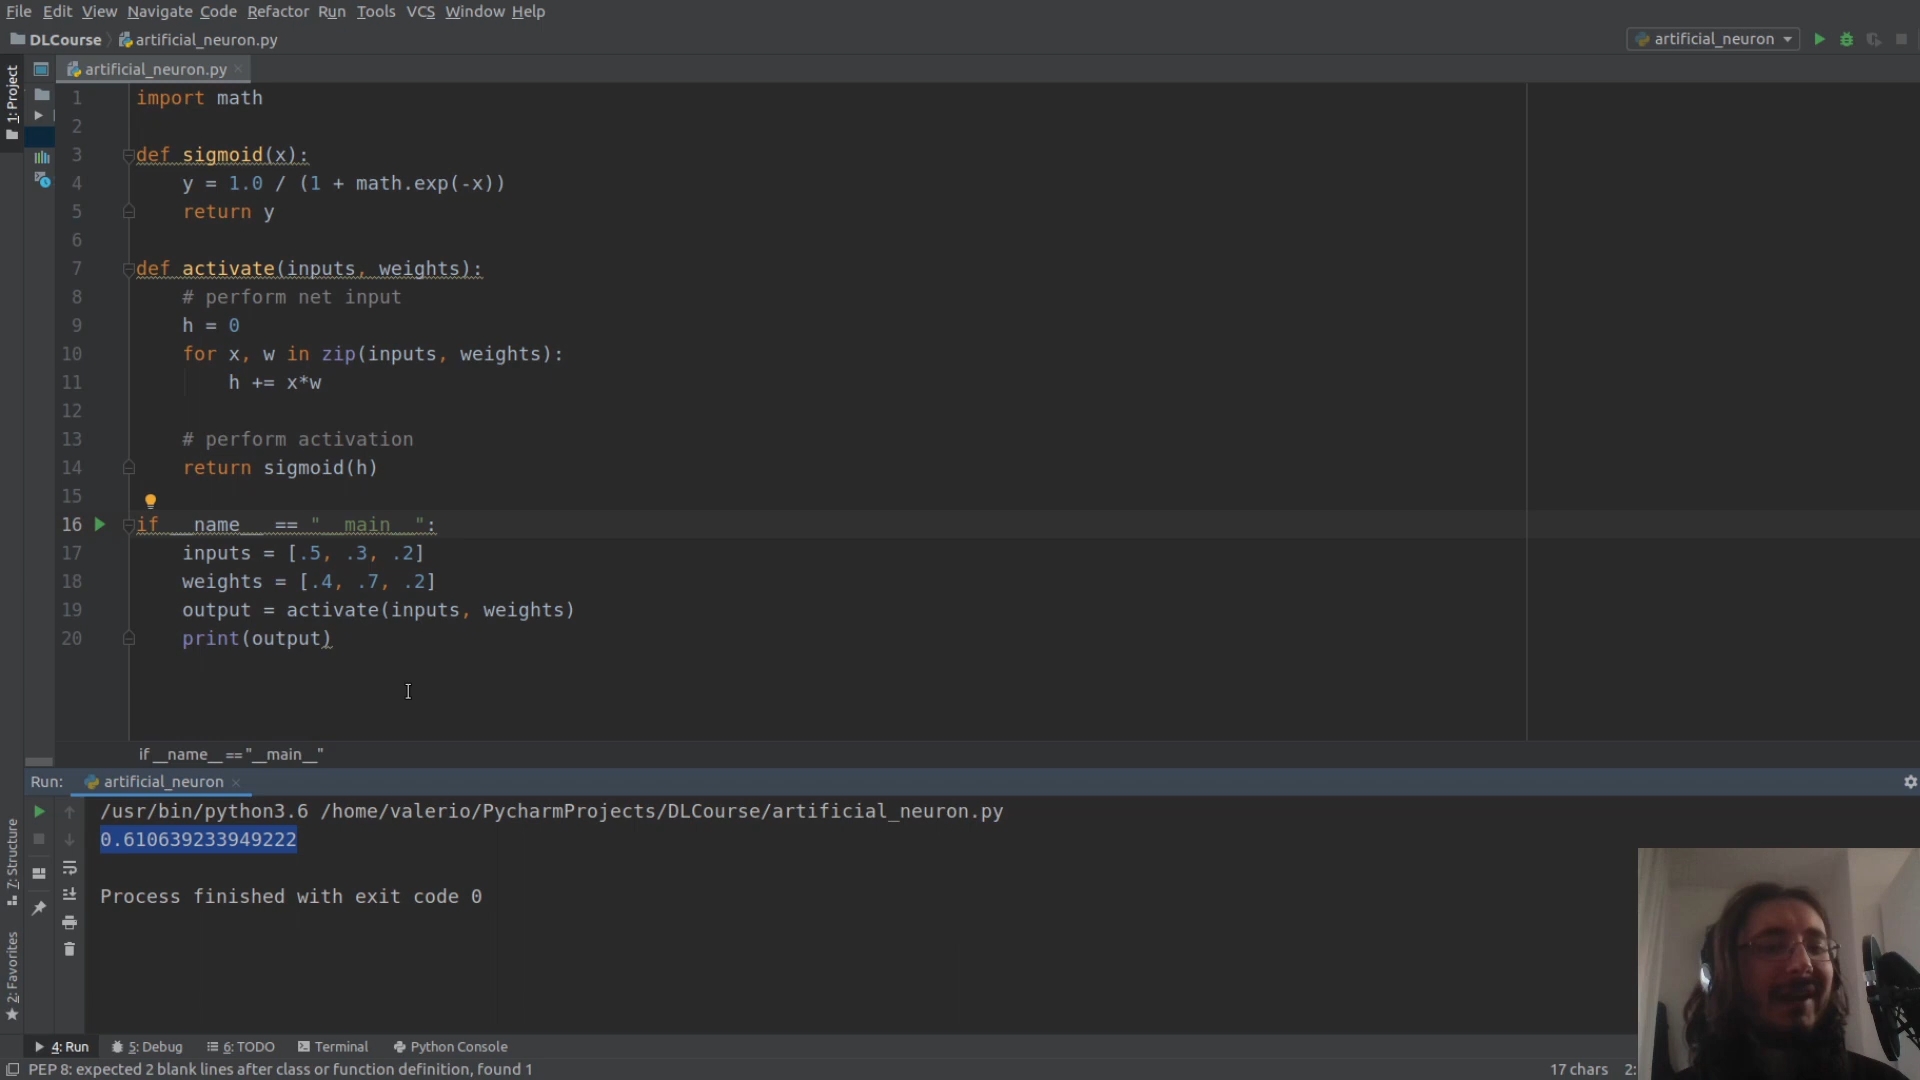 File Edit View Navigate Code Refactor Run Tools VCS Window Help
DLCourse artificial_neuron.py artificial_neuron
1: Project
artificial_neuron.py
1 import math
2
3 def sigmoid(x):
4 y = 1.0 / (1 + math.exp(-x))
5 return y
6
7 def activate(inputs, weights):
8 # perform net input
9 h = 0
10 for x, w in zip(inputs, weights):
11 h += x*w
12
13 # perform activation
14 return sigmoid(h)
15
16 if __name__ == "__main__":
17 inputs = [.5, .3, .2]
18 weights = [.4, .7, .2]
19 output = activate(inputs, weights)
20 print(output)
if __name__ == "__main__"
Run: artificial_neuron
/usr/bin/python3.6 /home/valerio/PycharmProjects/DLCourse/artificial_neuron.py
0.610639233949222
Process finished with exit code 0
7: Structure
2: Favorites
4: Run 5: Debug 6: TODO Terminal Python Console
PEP 8: expected 2 blank lines after class or function definition, found 1 17 chars 2: